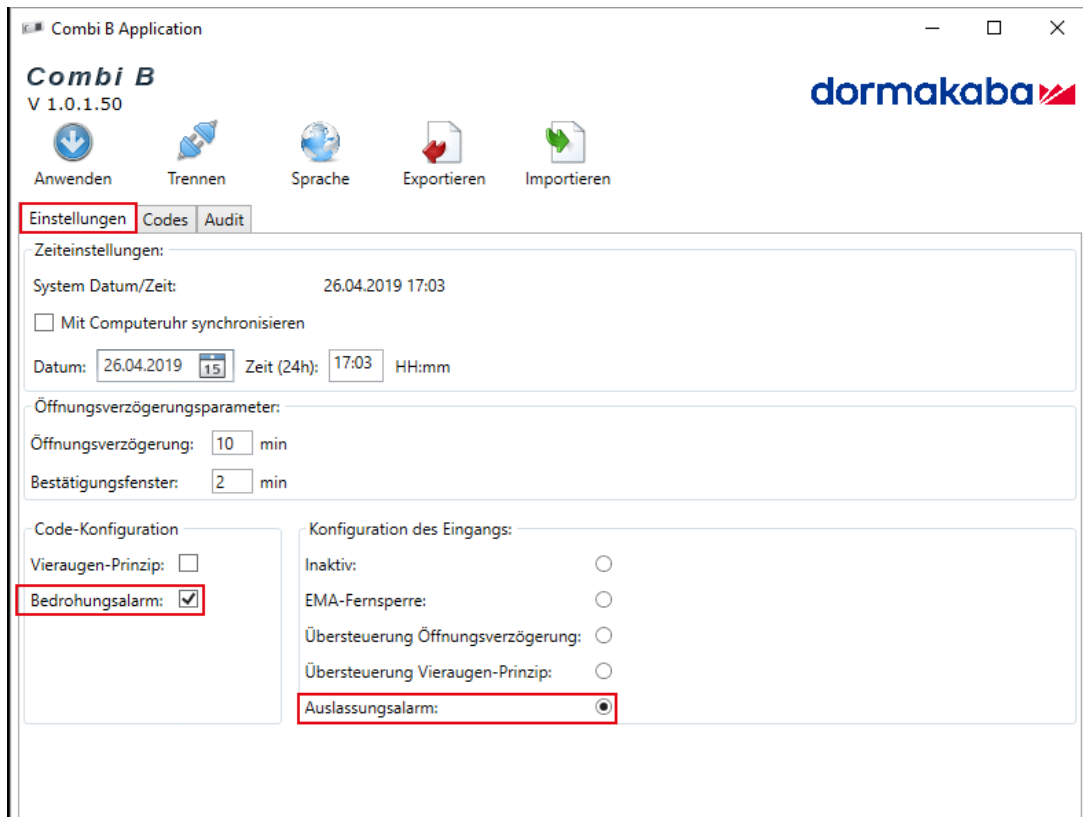 Combi B Application
Combi B
V 1.0.1.50
dormakaba
Anwenden Trennen Sprache Exportieren Importieren
Einstellungen Codes Audit
Zeiteinstellungen:
System Datum/Zeit: 26.04.2019 17:03
Mit Computeruhr synchronisieren
Datum: 26.04.2019 15 Zeit (24h): 17:03 HH:mm
Öffnungsverzögerungsparameter:
Öffnungsverzögerung: 10 min
Bestätigungsfenster: 2 min
Code-Konfiguration
Vieraugen-Prinzip:
Bedrohungsalarm:
Konfiguration des Eingangs:
Inaktiv:
EMA-Fernsperre:
Übersteuerung Öffnungsverzögerung:
Übersteuerung Vieraugen-Prinzip:
Auslassungsalarm: